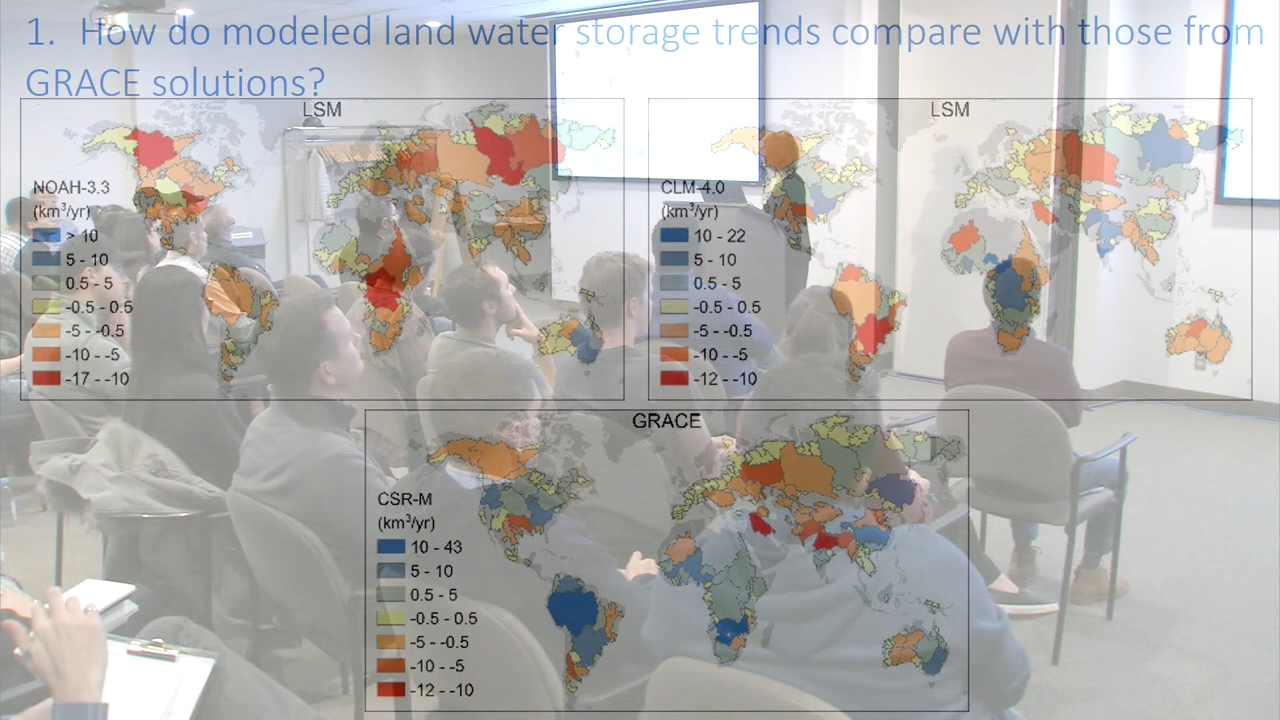 1. How do modeled land water storage trends compare with those from
GRACE solutions?
LSM
NOAH-3.3
(km³/yr)
> 10
5 - 10
0.5 - 5
-0.5 - 0.5
-5 - -0.5
-10 - -5
-17 - -10
LSM
CLM-4.0
(km³/yr)
10 - 22
5 - 10
0.5 - 5
-0.5 - 0.5
-5 - -0.5
-10 - -5
-12 - -10
GRACE
CSR-M
(km³/yr)
10 - 43
5 - 10
0.5 - 5
-0.5 - 0.5
-5 - -0.5
-10 - -5
-12 - -10